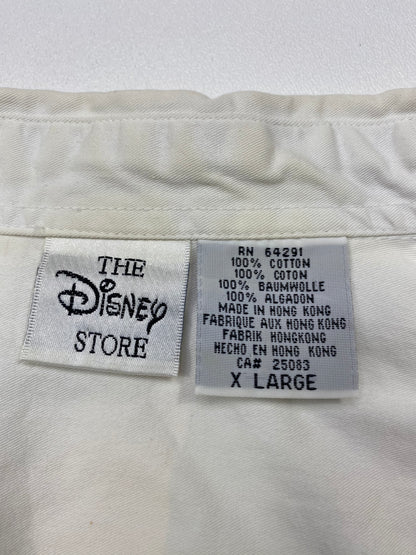 THE
Disney
STORE
RN 64291
100% COTTON
100% COTON
100% BAUMWOLLE
100% ALGADON
MADE IN HONG KONG
FABRIQUE AUX HONG KONG
FABRIK HONGKONG
HECHO EN HONG KONG
CA# 25083
X LARGE